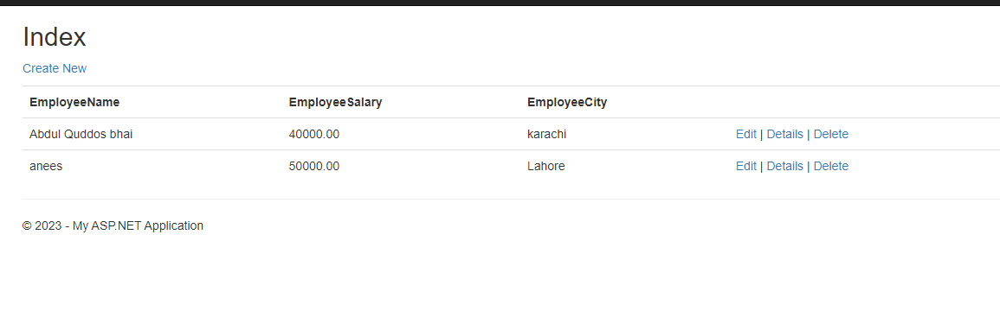 Index
Create New
EmployeeName EmployeeSalary EmployeeCity
Abdul Quddos bhai 40000.00 karachi Edit | Details | Delete
anees 50000.00 Lahore Edit | Details | Delete
© 2023 - My ASP.NET Application